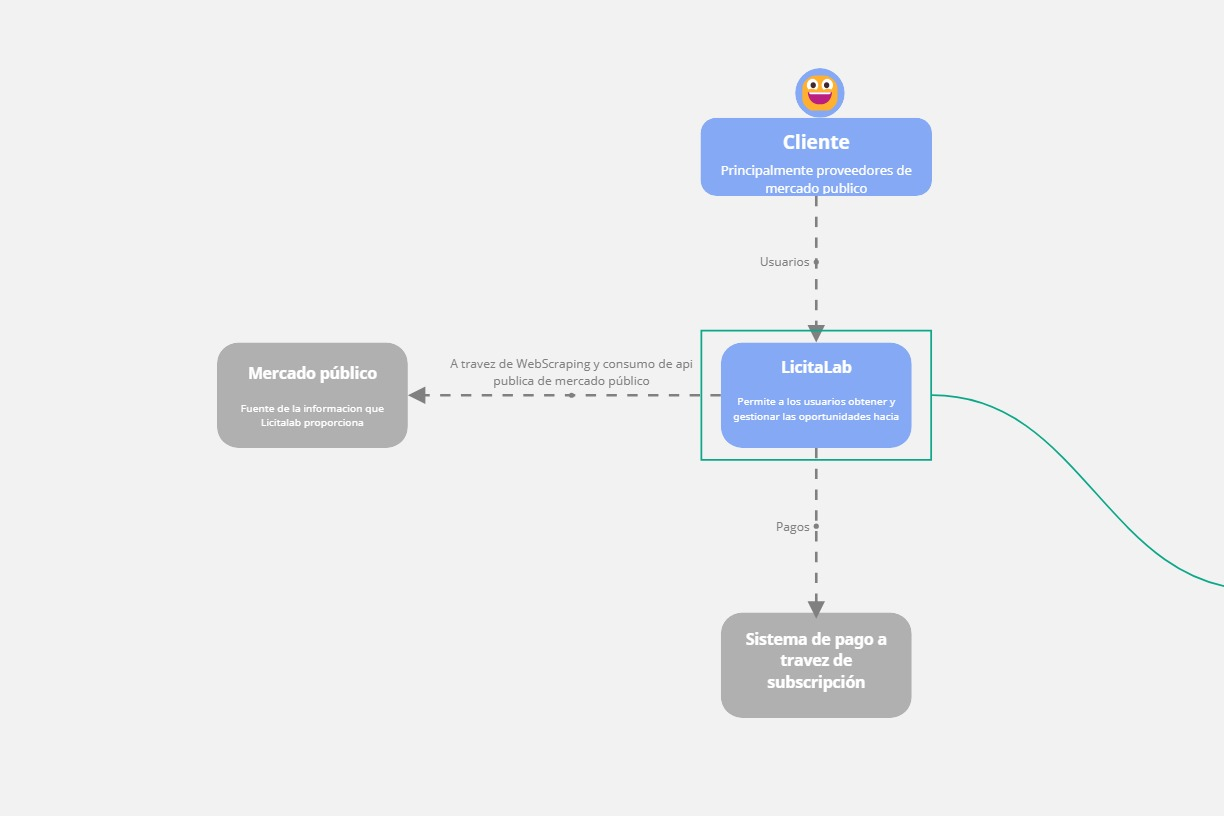 Cliente
Principalmente proveedores de
mercado publico
Usuarios
Mercado público
Fuente de la informacion que
Licitalab proporciona
A travez de WebScraping y consumo de api
publica de mercado público
LicitaLab
Permite a los usuarios obtener y
gestionar las oportunidades hacia
Pagos
Sistema de pago a
travez de
subscripción